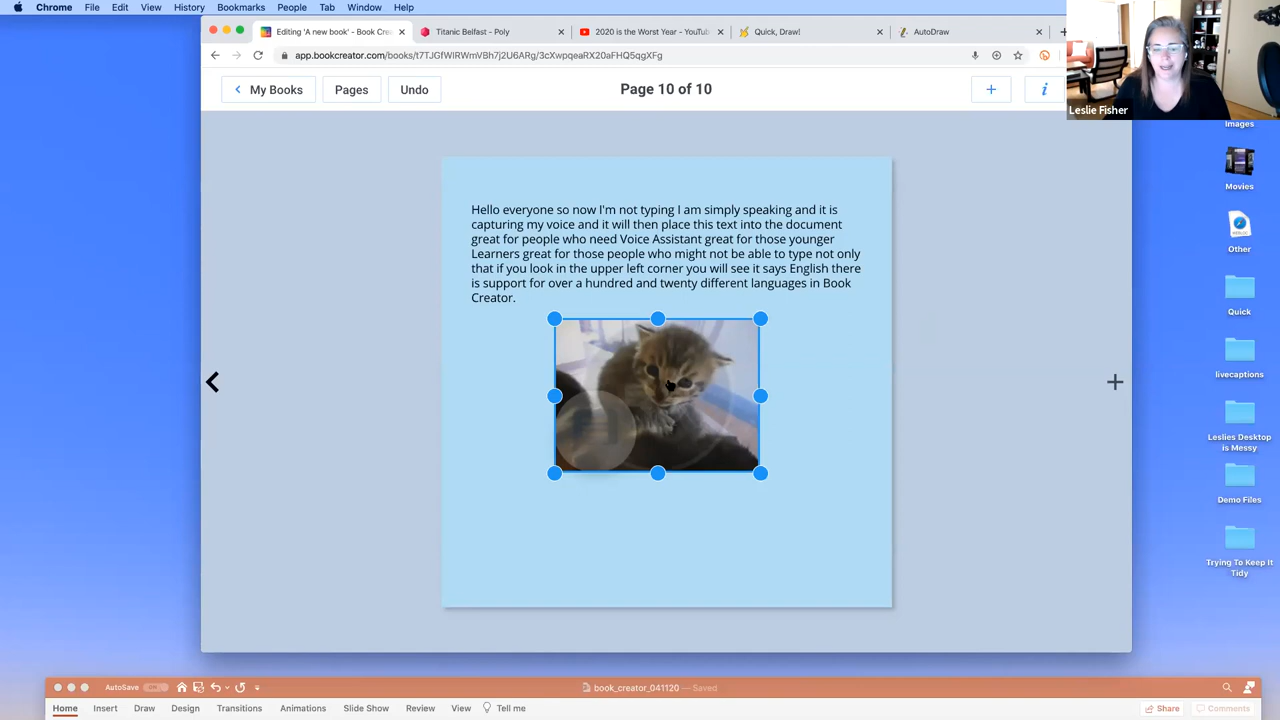 Chrome File Edit View History Bookmarks People Tab Window Help
Editing 'A new book' - Book Cre
Titanic Belfast - Poly
2020 is the Worst Year - YouTub
Quick, Draw!
AutoDraw
My Books
Pages
Undo
Page 10 of 10
+
i
Leslie Fisher
Hello everyone so now I'm not typing I am simply speaking and it is
capturing my voice and it will then place this text into the document
great for people who need Voice Assistant great for those younger
Learners great for those people who might not be able to type not only
that if you look in the upper left corner you will see it says English there
is support for over a hundred and twenty different languages in Book
Creator.
Images
Movies
Other
Quick
livecaptions
Leslies Desktop
is Messy
Demo Files
Trying To Keep It
Tidy
AutoSave
book_creator_041120 — Saved
Home Insert Draw Design Transitions Animations Slide Show Review View Tell me
Share
Comments